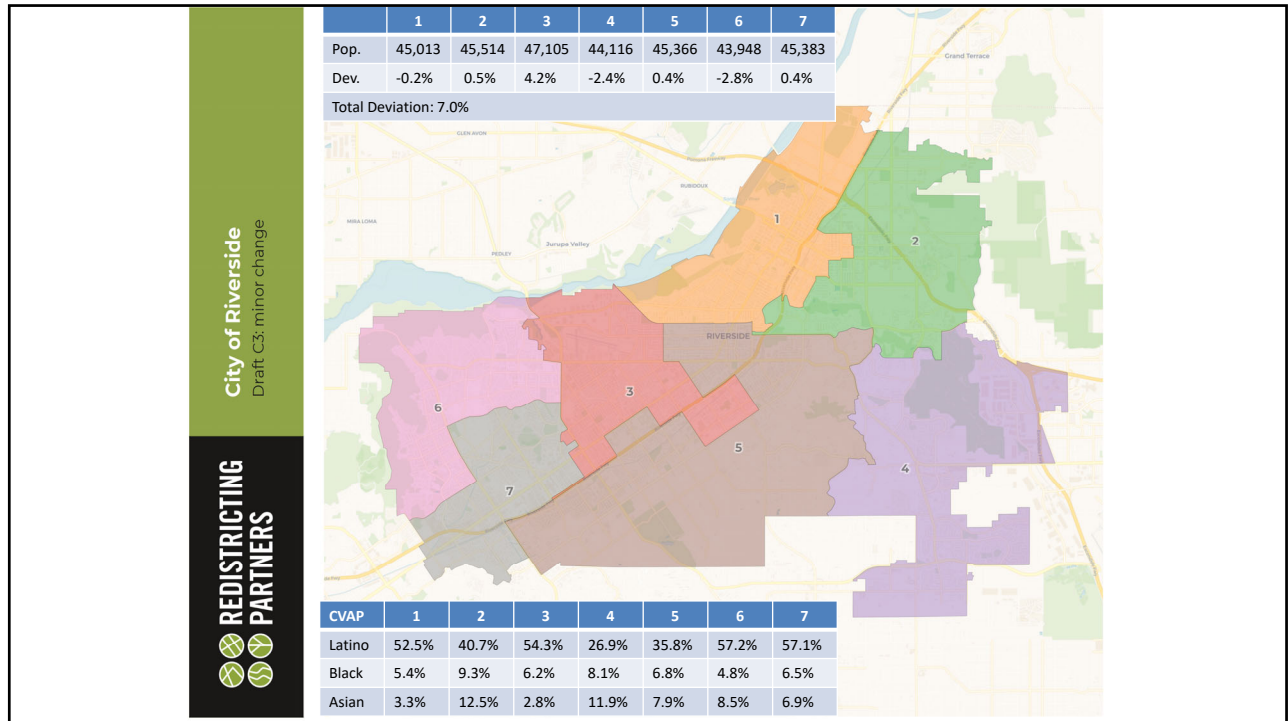 1 2 3 4 5 6 7
Pop. 45,013 45,514 47,105 44,116 45,366 43,948 45,383
Dev. -0.2% 0.5% 4.2% -2.4% 0.4% -2.8% 0.4%
Total Deviation: 7.0%
City of Riverside
Draft C3: minor change
REDISTRICTING
PARTNERS
Grand Terrace
GLEN AVON
RUBIDOUX
MIRA LOMA
Jurupa Valley
PEDLEY
RIVERSIDE
1
2
3
6
5
4
7
CVAP 1 2 3 4 5 6 7
Latino 52.5% 40.7% 54.3% 26.9% 35.8% 57.2% 57.1%
Black 5.4% 9.3% 6.2% 8.1% 6.8% 4.8% 6.5%
Asian 3.3% 12.5% 2.8% 11.9% 7.9% 8.5% 6.9%